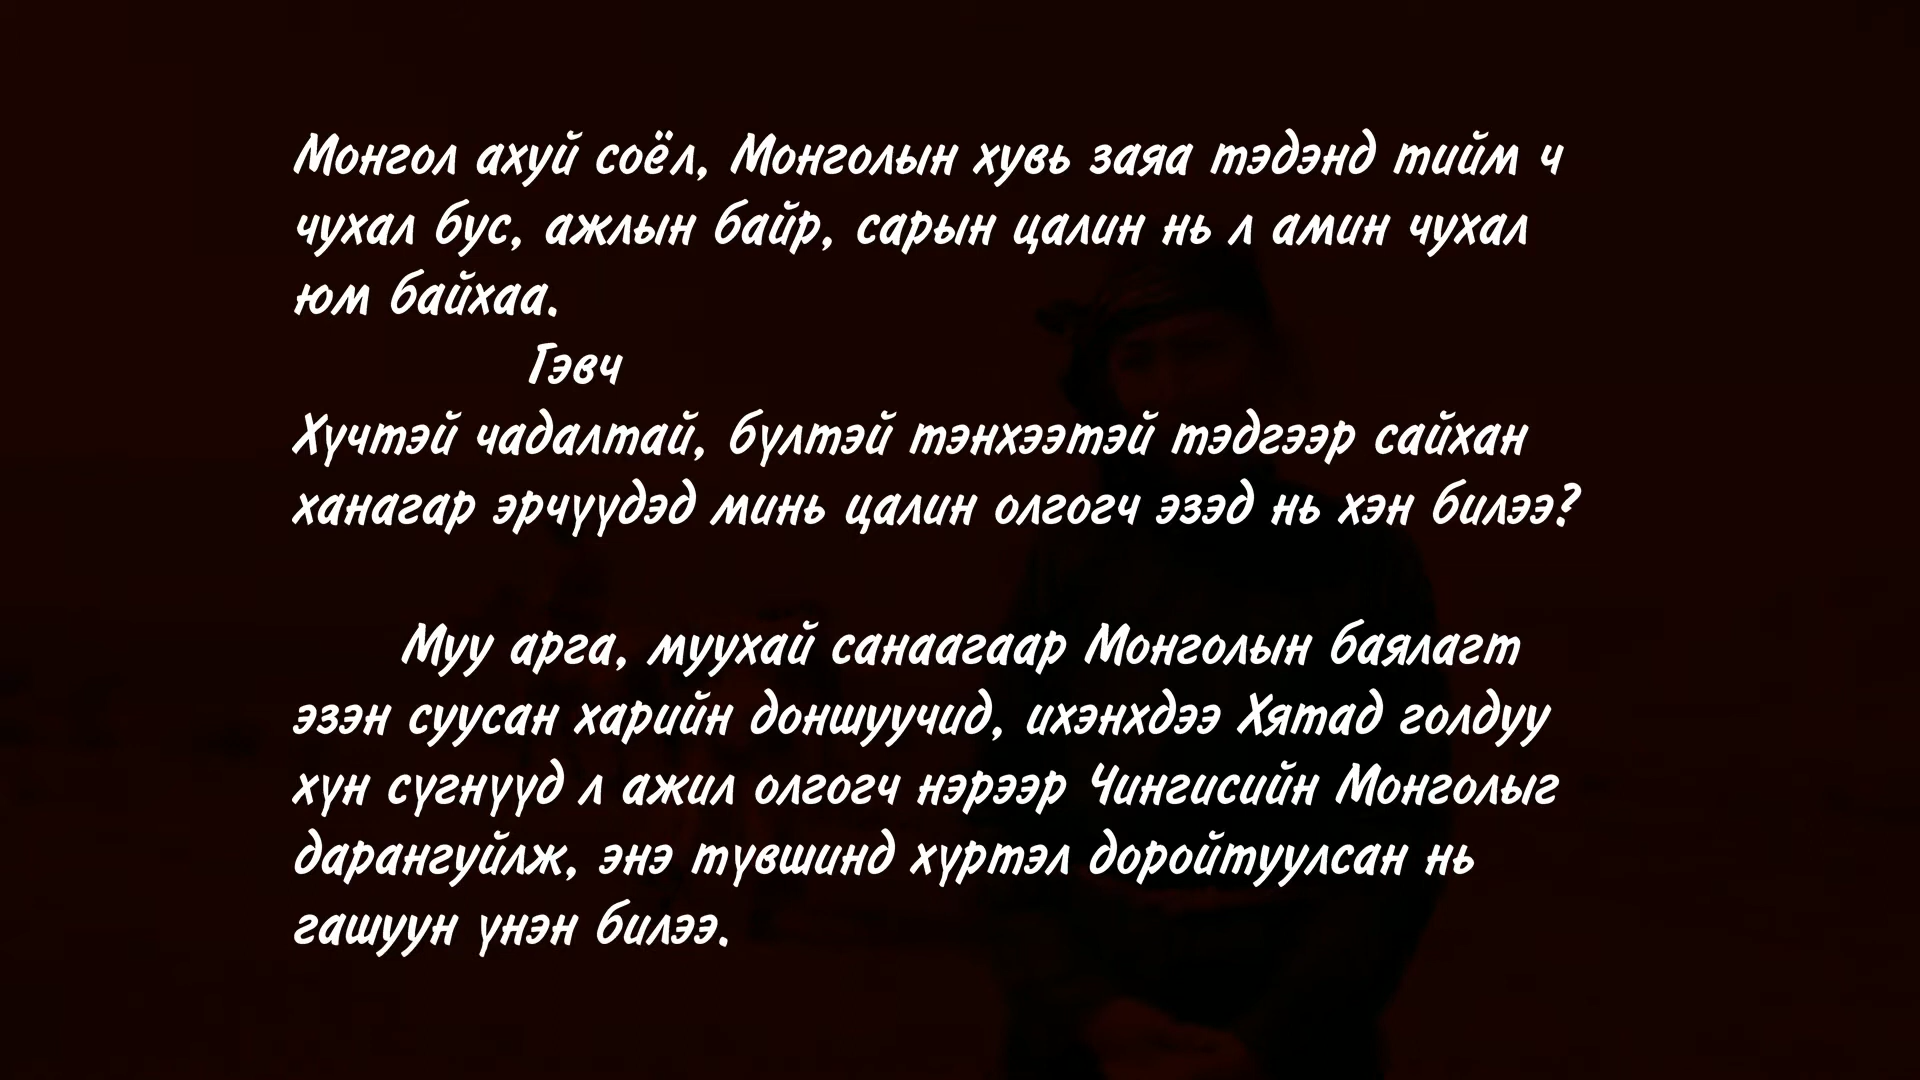 Монгол ахуй соёл, Монголын хувь заяа тэдэнд тийм ч
чухал бус, ажлын байр, сарын цалин нь л амин чухал
юм байхаа.
Гэвч
Хүчтэй чадалтай, бүлтэй тэнхээтэй тэдгээр сайхан
ханагар эрчүүдэд минь цалин олгогч эзэд нь хэн билээ?
Муу арга, муухай санаагаар Монголын баялагт
эзэн суусан харийн доншуучид, ихэнхдээ Хятад голдуу
хүн сүгнүүд л ажил олгогч нэрээр Чингисийн Монголыг
дарангуйлж, энэ түвшинд хүртэл доройтуулсан нь
гашуун үнэн билээ.